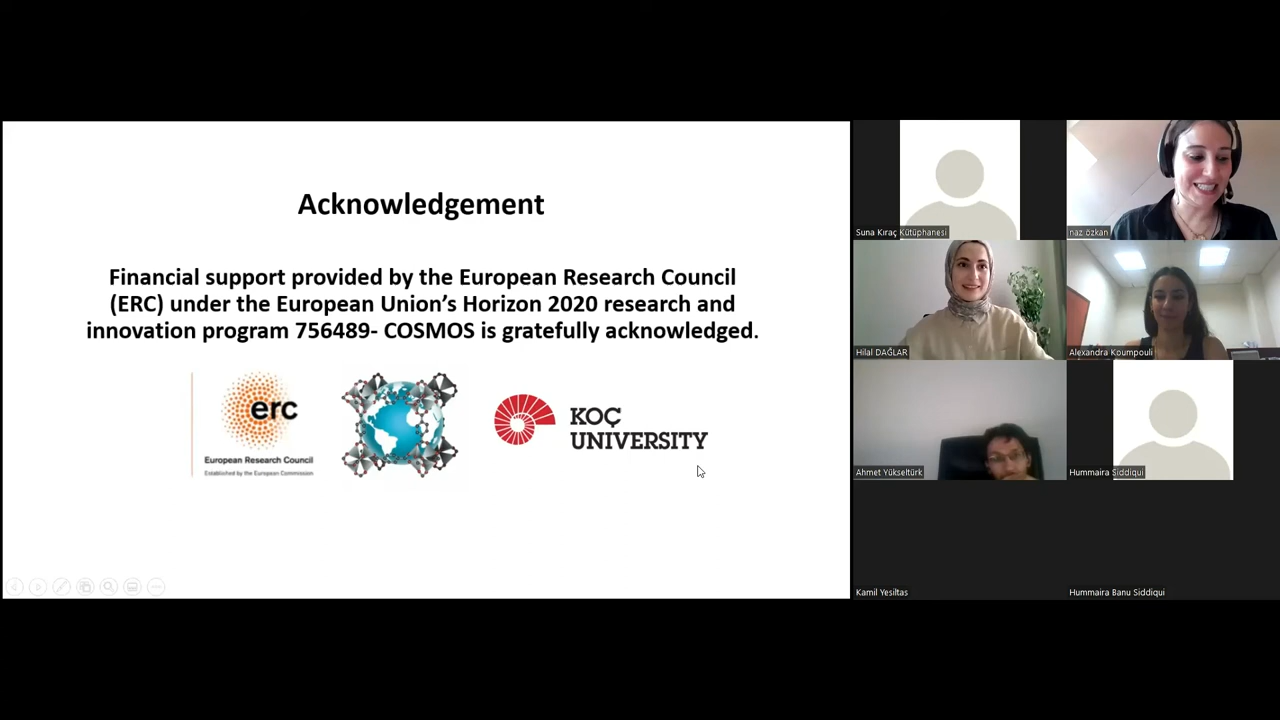 Acknowledgement
Financial support provided by the European Research Council
(ERC) under the European Union’s Horizon 2020 research and
innovation program 756489- COSMOS is gratefully acknowledged.
erc
European Research Council
Established by the European Commission
KOÇ
UNIVERSITY
Suna Kıraç Kütüphanesi
naz özkan
Hilal DAĞLAR
Alexandra Koumpouli
Ahmet Yükseltürk
Hummaira Siddiqui
Kamil Yesiltas
Hummaira Banu Siddiqui